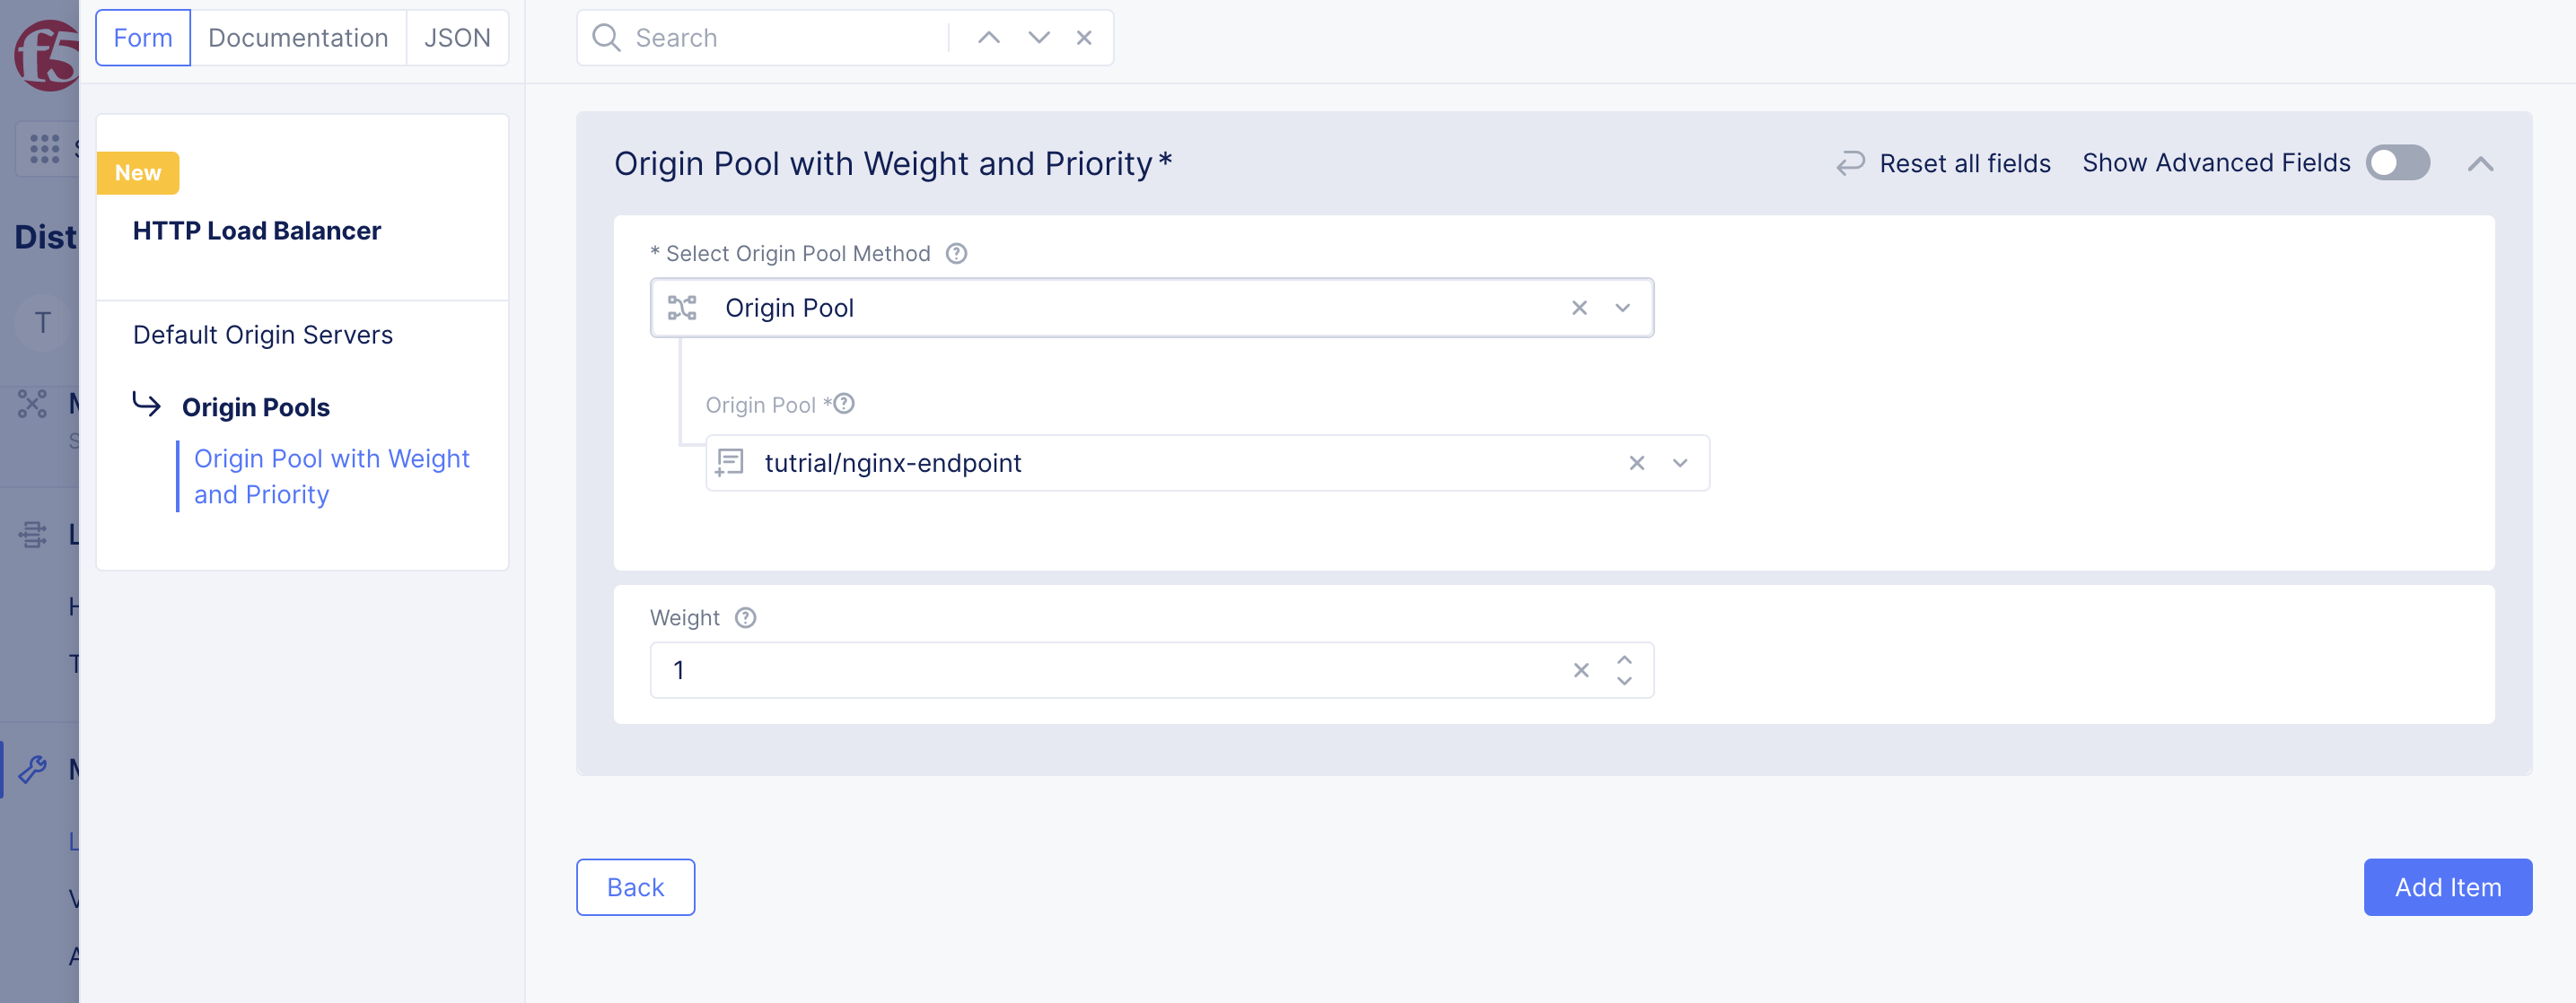 f5
Form
Documentation
JSON
Search
New
HTTP Load Balancer
Default Origin Servers
Origin Pools
Origin Pool with Weight
and Priority
Dist
T
Origin Pool with Weight and Priority *
Reset all fields
Show Advanced Fields
* Select Origin Pool Method
Origin Pool
Origin Pool *
tutrial/nginx-endpoint
Weight
1
Back
Add Item